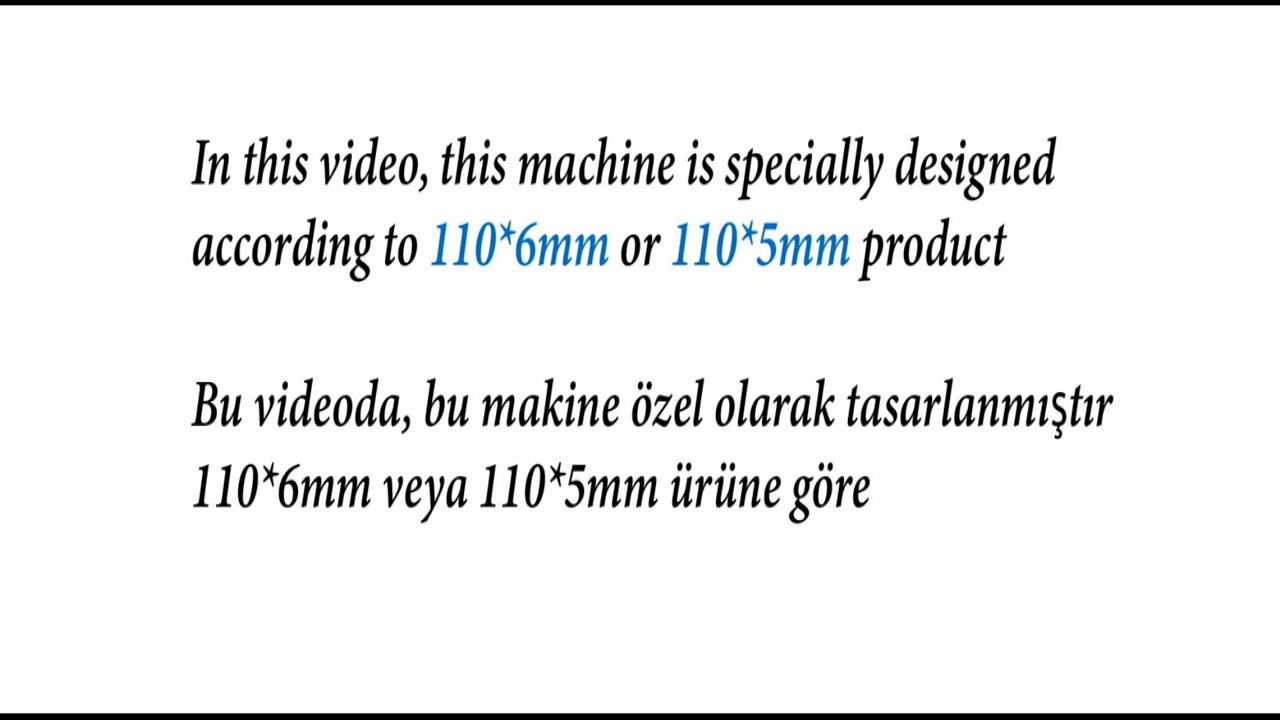 In this video, this machine is specially designed
according to 110*6mm or 110*5mm product
Bu videoda, bu makine özel olarak tasarlanmıştır
110*6mm veya 110*5mm ürüne göre